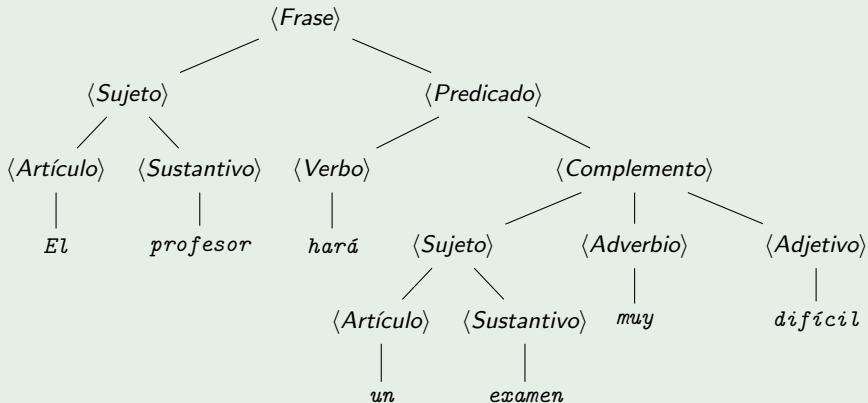 ⟨Frase⟩
⟨Sujeto⟩ ⟨Predicado⟩
⟨Artículo⟩ ⟨Sustantivo⟩ ⟨Verbo⟩ ⟨Complemento⟩
El profesor hará ⟨Sujeto⟩ ⟨Adverbio⟩ ⟨Adjetivo⟩
⟨Artículo⟩ ⟨Sustantivo⟩ muy difícil
un examen